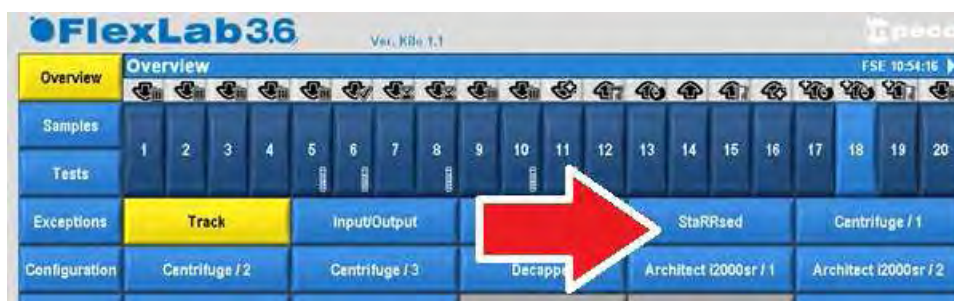 FlexLab3.6
Ver. Kilo 1.1
Inpeco
Overview
Overview
FSE 10:54:16
Samples
Tests
1 2 3 4 5 6 7 8 9 10 11 12 13 14 15 16 17 18 19 20
Exceptions
Track
Input/Output
StaRRsed
Centrifuge / 1
Configuration
Centrifuge / 2
Centrifuge / 3
Architect i2000sr / 1
Architect i2000sr / 2